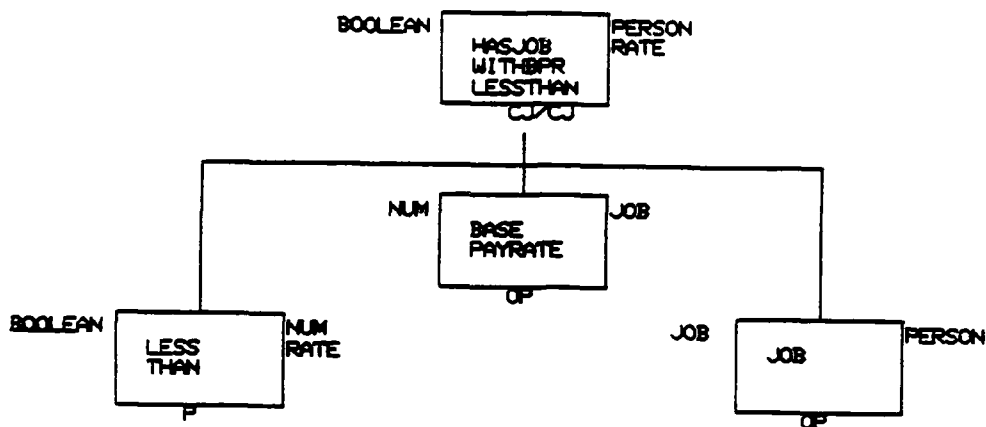 BOOLEAN
HASJOB
WITHBPR
LESSTHAN
PERSON
RATE
CJ/CJ
NUM
BASE
PAYRATE
JOB
OP
BOOLEAN
LESS
THAN
NUM
RATE
P
JOB
JOB
PERSON
OP